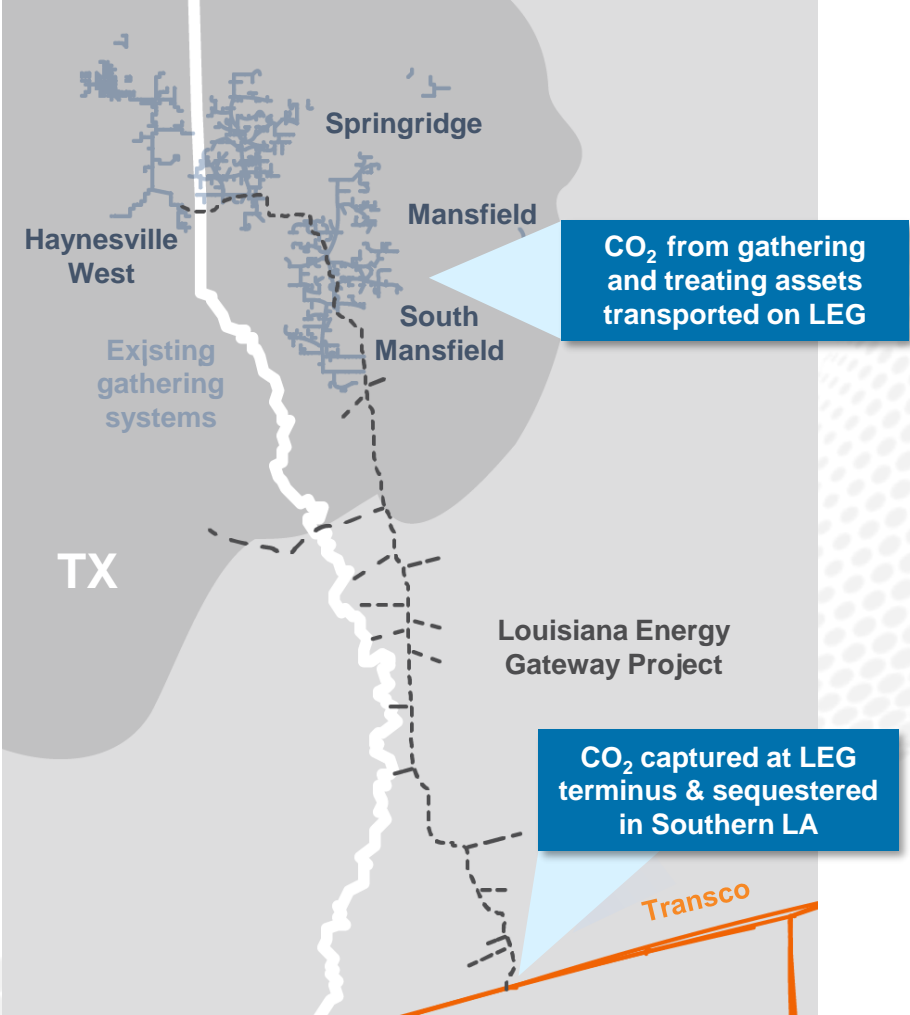 Springridge
Mansfield
Haynesville
West
CO₂ from gathering
and treating assets
transported on LEG
South
Mansfield
Existing
gathering
systems
TX
Louisiana Energy
Gateway Project
CO₂ captured at LEG
terminus & sequestered
in Southern LA
Transco